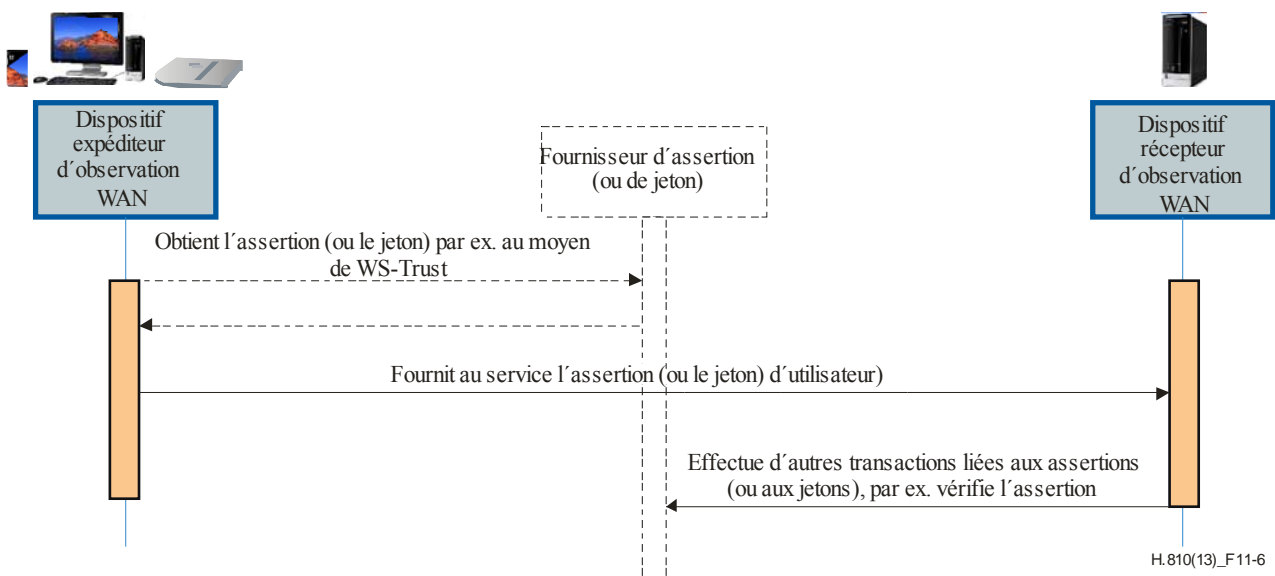 Dispositif
expéditeur
d´observation
WAN
Fournisseur d´assertion
(ou de jeton)
Dispositif
récepteur
d´observation
WAN
Obtient l´assertion (ou le jeton) par ex. au moyen
de WS-Trust
Fournit au service l´assertion (ou le jeton) d´utilisateur)
Effectue d´autres transactions liées aux assertions
(ou aux jetons), par ex. vérifie l´assertion
H.810(13)_F11-6